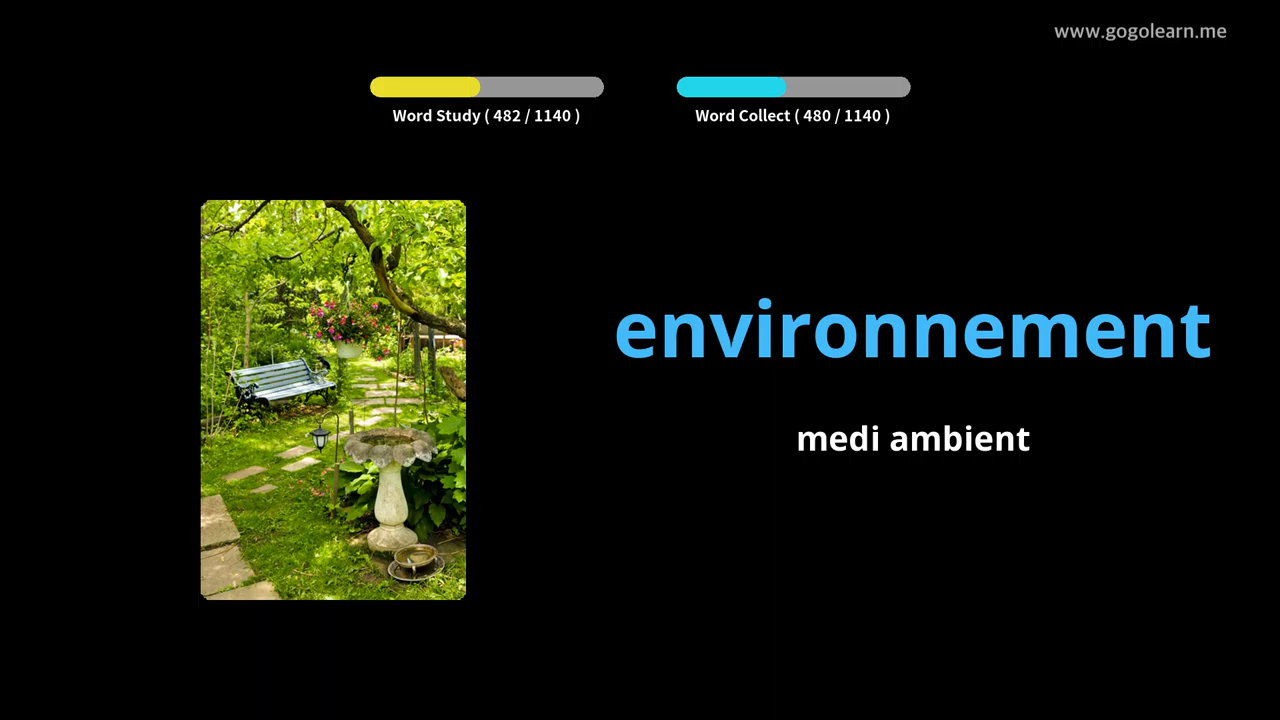 www.gogolearn.me
Word Study ( 482 / 1140 )
Word Collect ( 480 / 1140 )
environnement
medi ambient